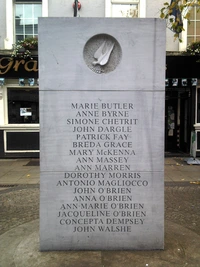 MARIE BUTLER
ANNE BYRNE
SIMONE CHETRIT
JOHN DARGLE
PATRICK FAY
BREDA GRACE
MARY McKENNA
ANN MASSEY
ANN MARREN
DOROTHY MORRIS
ANTONIO MAGLIOCCO
JOHN O'BRIEN
ANNA O'BRIEN
ANN MARIE O'BRIEN
JACQUELINE O'BRIEN
CONCEPTA DEMPSEY
JOHN WALSHE